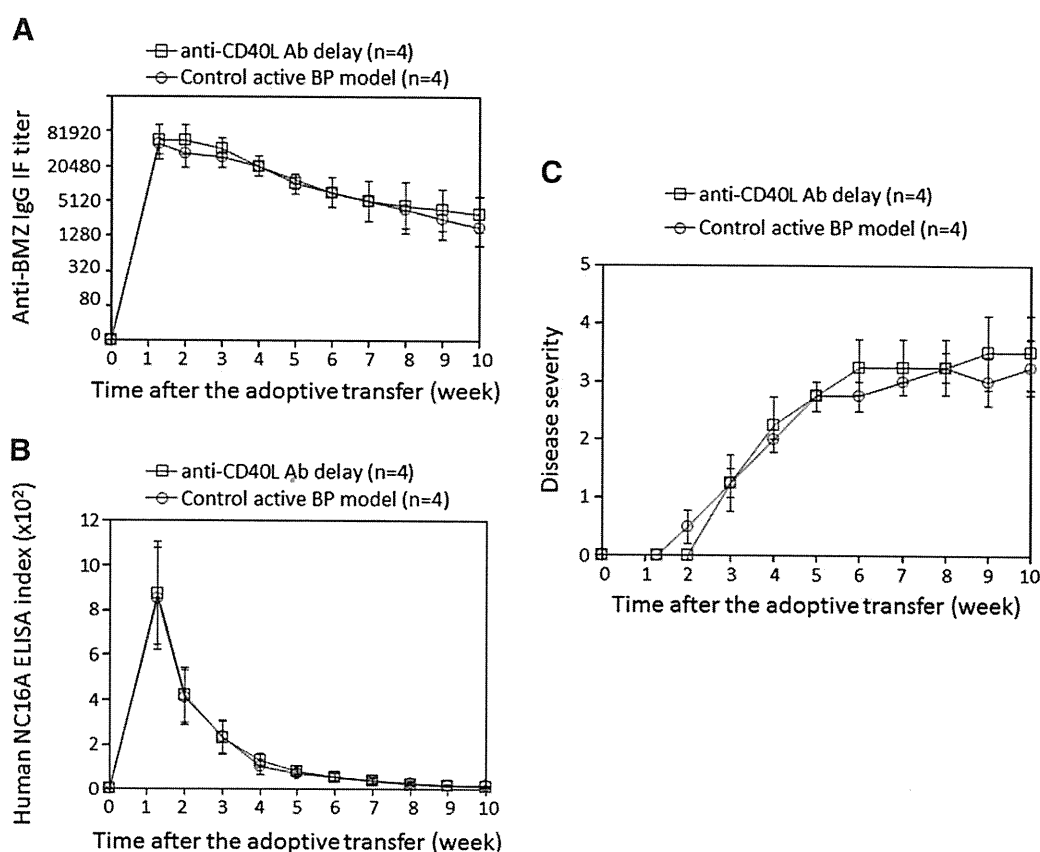 A
anti-CD40L Ab delay (n=4)
Control active BP model (n=4)
Anti-BMZ IgG IF titer
81920
20480
5120
1280
320
80
0
0 1 2 3 4 5 6 7 8 9 10
Time after the adoptive transfer (week)
B
anti-CD40L Ab delay (n=4)
Control active BP model (n=4)
Human NC16A ELISA index (x10²)
12
10
8
6
4
2
0
0 1 2 3 4 5 6 7 8 9 10
Time after the adoptive transfer (week)
C
anti-CD40L Ab delay (n=4)
Control active BP model (n=4)
Disease severity
5
4
3
2
1
0
0 1 2 3 4 5 6 7 8 9 10
Time after the adoptive transfer (week)